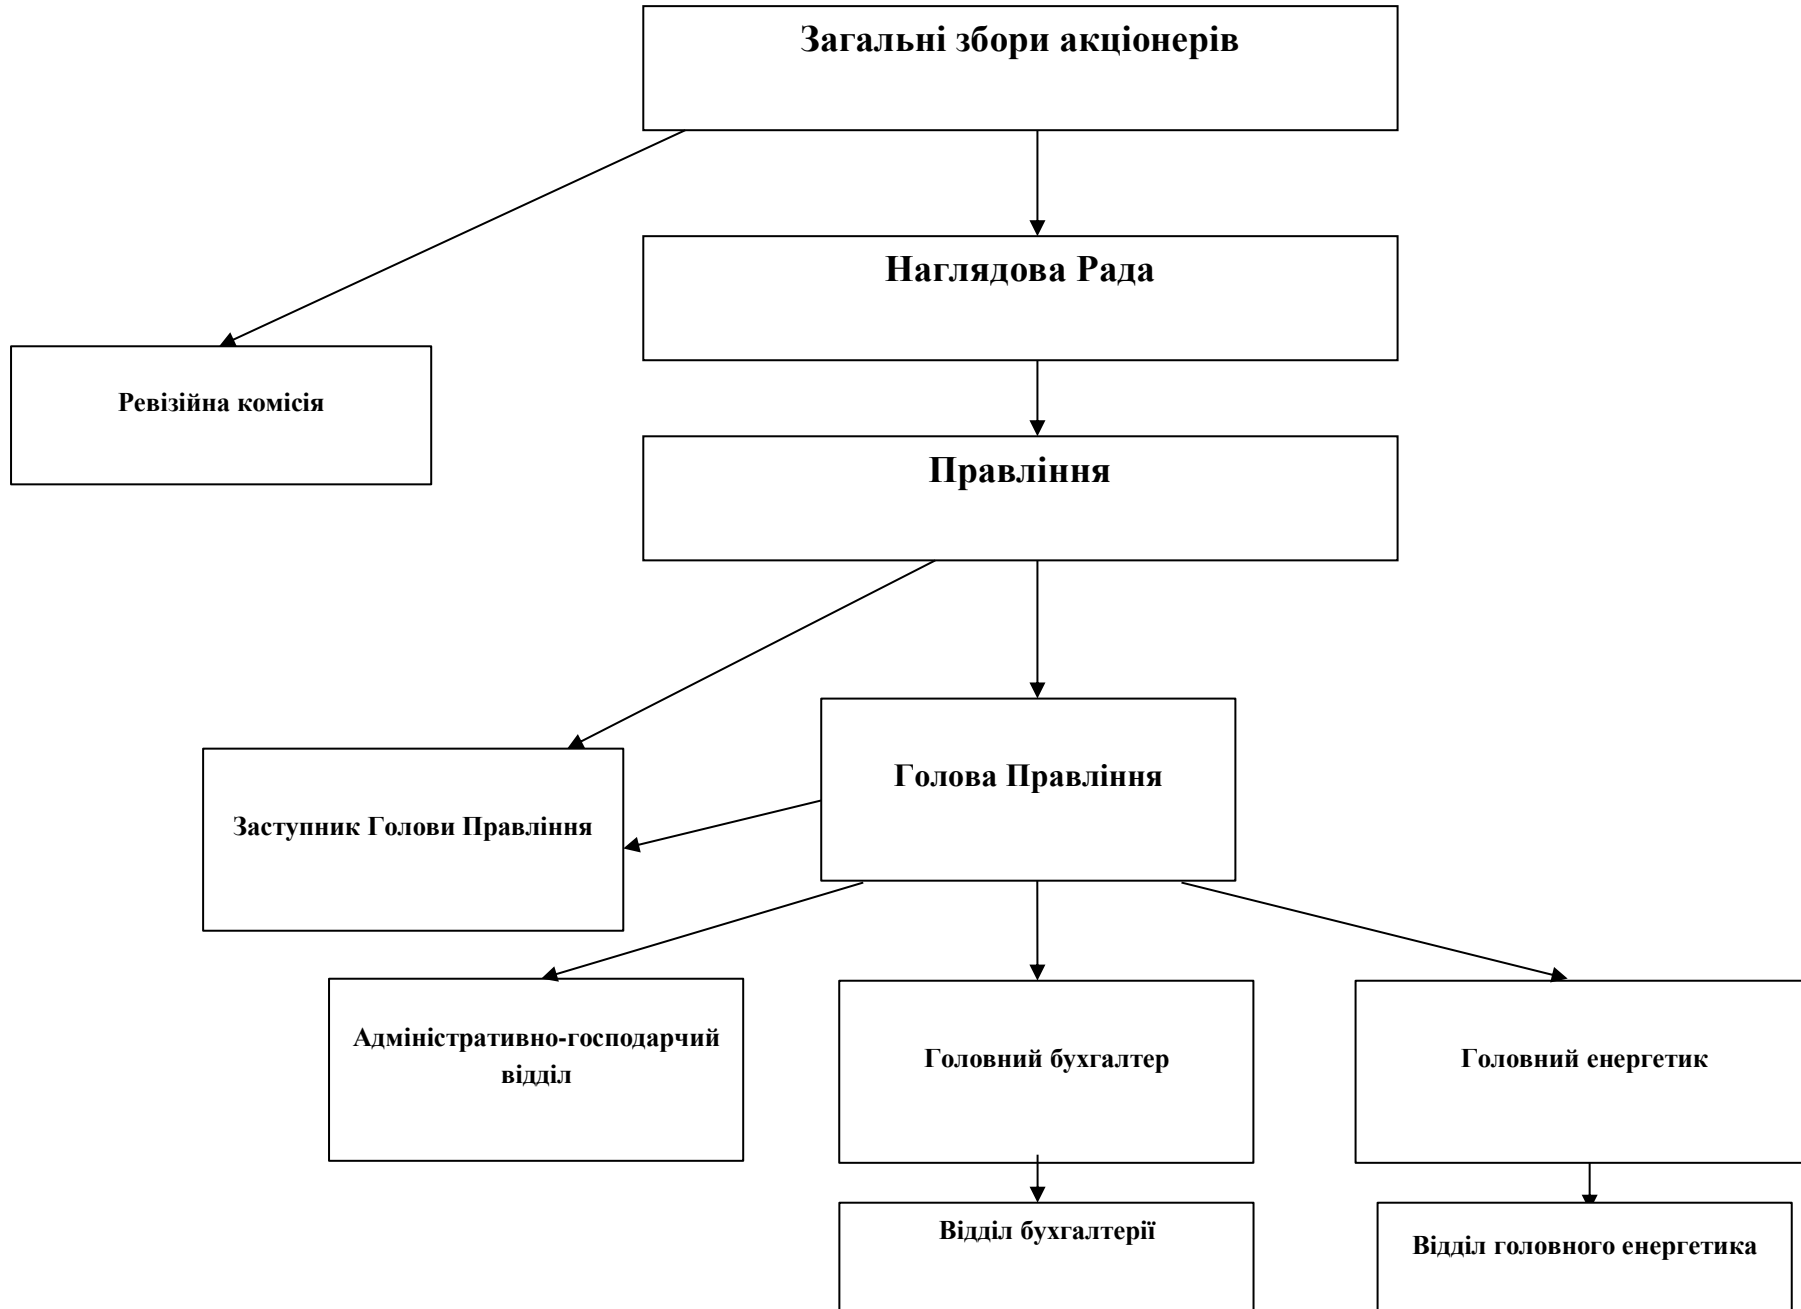 Загальні збори акціонерів
Наглядова Рада
Ревізійна комісія
Правління
Голова Правління
Заступник Голови Правління
Адміністративно-господарчий
відділ
Головний бухгалтер
Головний енергетик
Відділ бухгалтерії
Відділ головного енергетика